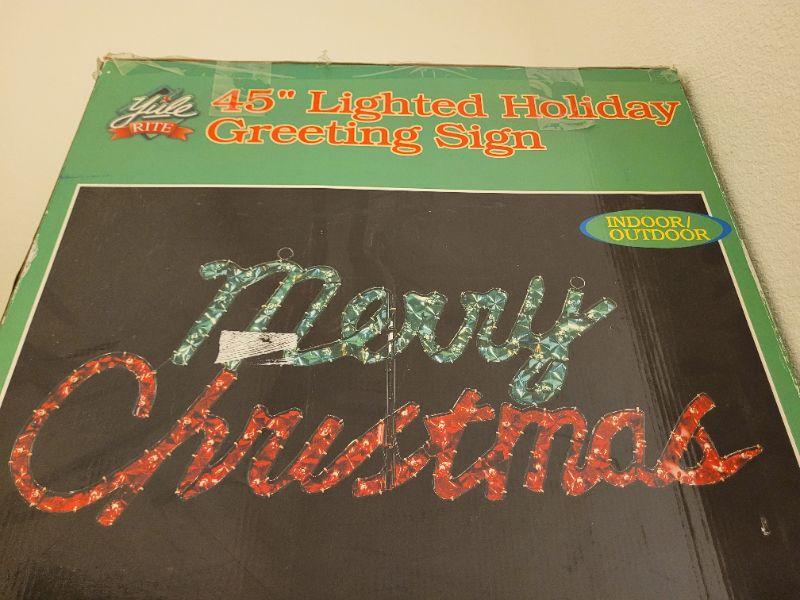 Yule
RITE
45" Lighted Holiday
Greeting Sign
INDOOR/
OUTDOOR
Merry
Christmas